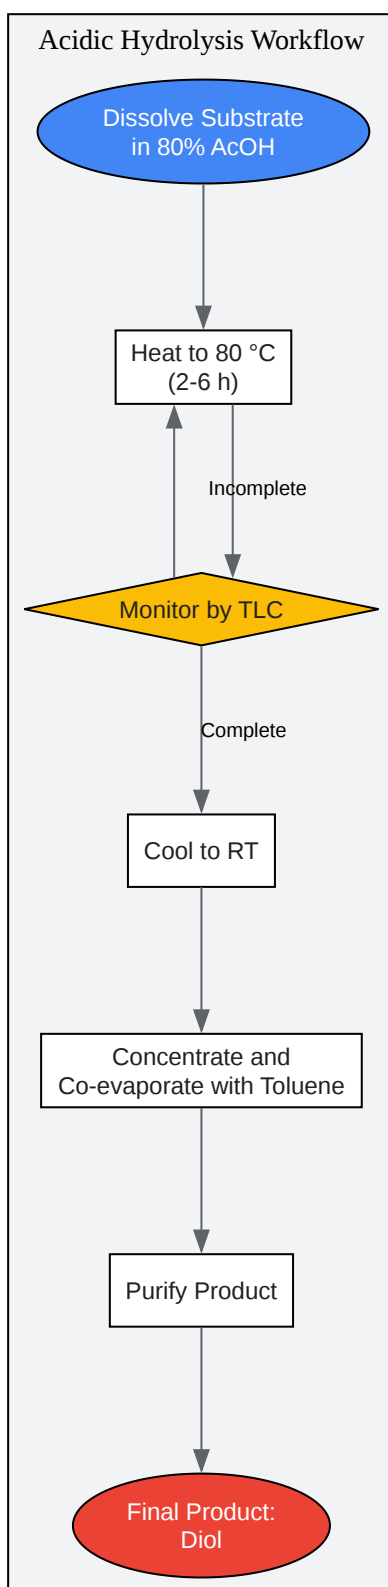 Acidic Hydrolysis Workflow
Dissolve Substrate
in 80% AcOH
Heat to 80 °C
(2-6 h)
Incomplete
Monitor by TLC
Complete
Cool to RT
Concentrate and
Co-evaporate with Toluene
Purify Product
Final Product:
Diol